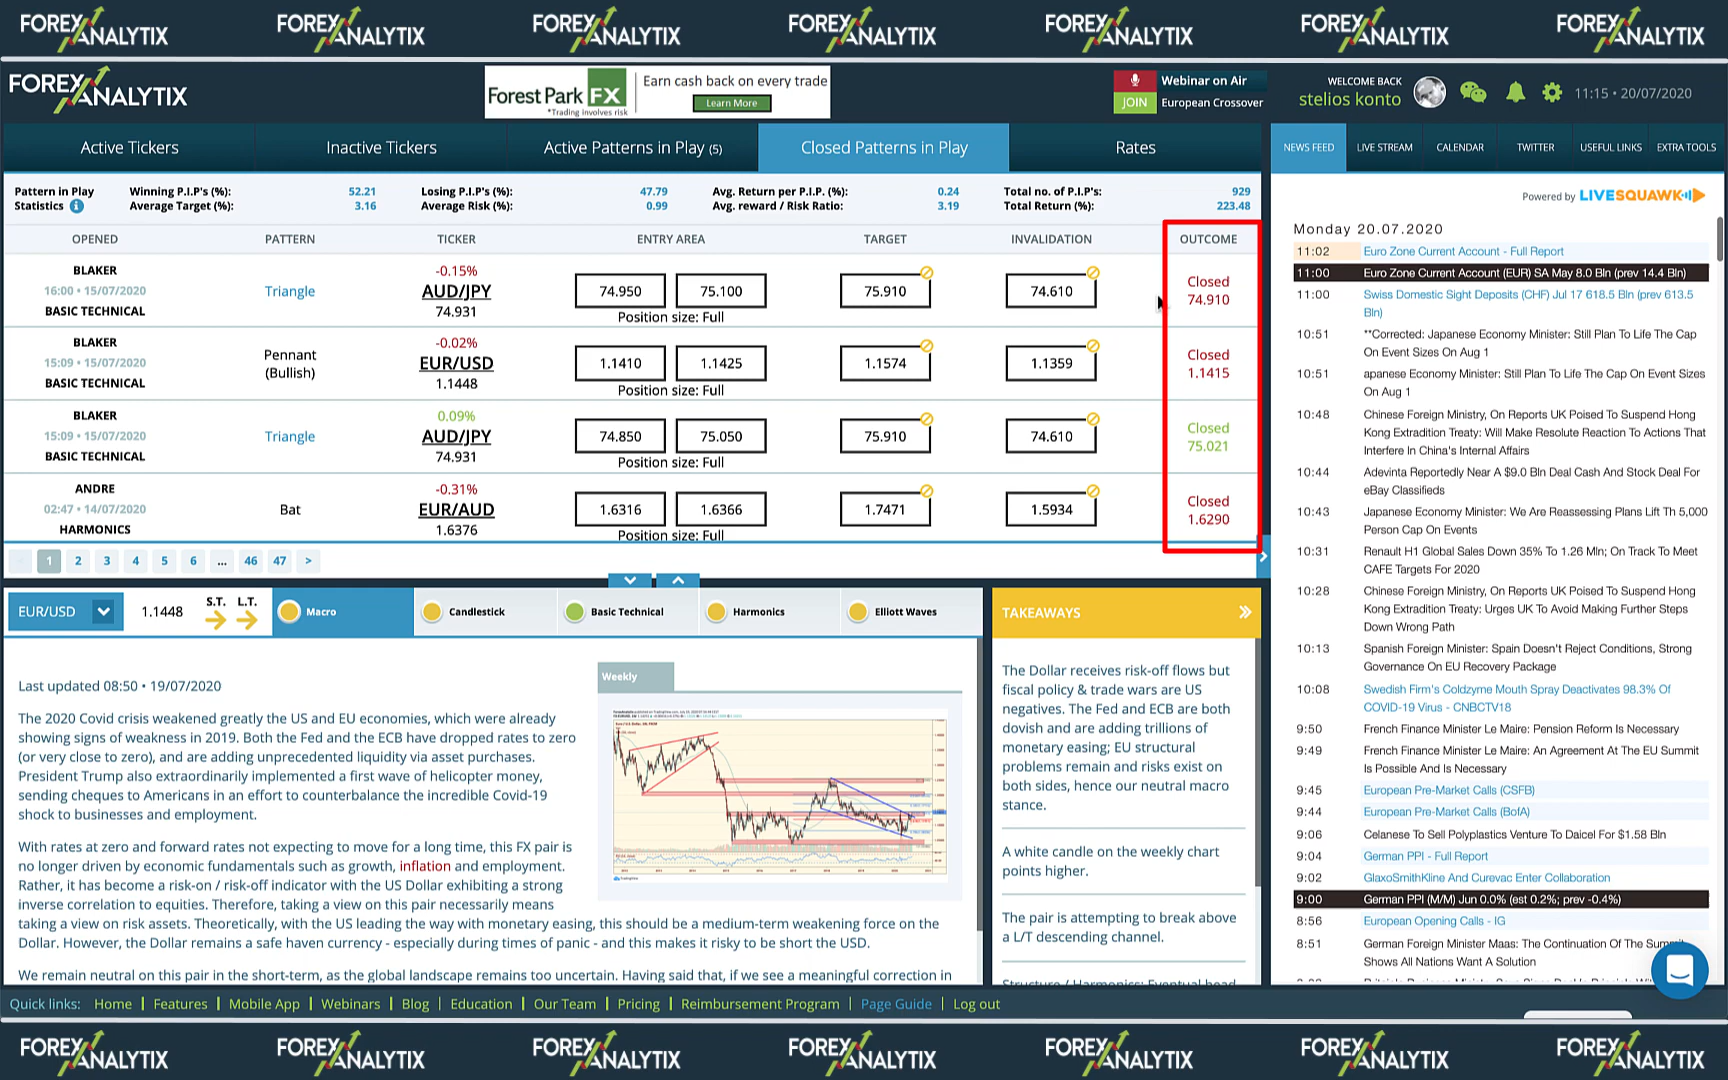 FOREX ANALYTIX FOREX ANALYTIX FOREX ANALYTIX FOREX ANALYTIX FOREX ANALYTIX FOREX ANALYTIX FOREX ANALYTIX
FOREX ANALYTIX
Forest Park FX
*Trading involves risk
Earn cash back on every trade
Learn More
Webinar on Air
JOIN European Crossover
WELCOME BACK
stelios konto
11:15 • 20/07/2020
Active Tickers Inactive Tickers Active Patterns in Play (5) Closed Patterns in Play Rates
NEWS FEED LIVE STREAM CALENDAR TWITTER USEFUL LINKS EXTRA TOOLS
Pattern in Play Winning P.I.P's (%): 52.21 Losing P.I.P's (%): 47.79 Avg. Return per P.I.P. (%): 0.24 Total no. of P.I.P's: 929
Statistics Average Target (%): 3.16 Average Risk (%): 0.99 Avg. reward / Risk Ratio: 3.19 Total Return (%): 223.48
OPENED PATTERN TICKER ENTRY AREA TARGET INVALIDATION OUTCOME
BLAKER -0.15%
16:00 • 15/07/2020 Triangle AUD/JPY 74.950 75.100 75.910 74.610 Closed 74.910
BASIC TECHNICAL 74.931 Position size: Full
BLAKER -0.02%
15:09 • 15/07/2020 Pennant (Bullish) EUR/USD 1.1410 1.1425 1.1574 1.1359 Closed 1.1415
BASIC TECHNICAL 1.1448 Position size: Full
BLAKER 0.09%
15:09 • 15/07/2020 Triangle AUD/JPY 74.850 75.050 75.910 74.610 Closed 75.021
BASIC TECHNICAL 74.931 Position size: Full
ANDRE -0.31%
02:47 • 14/07/2020 Bat EUR/AUD 1.6316 1.6366 1.7471 1.5934 Closed 1.6290
HARMONICS 1.6376 Position size: Full
1 2 3 4 5 6 ... 46 47 >
EUR/USD 1.1448 S.T. L.T. Macro Candlestick Basic Technical Harmonics Elliott Waves
Last updated 08:50 • 19/07/2020
The 2020 Covid crisis weakened greatly the US and EU economies, which were already
showing signs of weakness in 2019. Both the Fed and the ECB have dropped rates to zero
(or very close to zero), and are adding unprecedented liquidity via asset purchases.
President Trump also extraordinarily implemented a first wave of helicopter money,
sending cheques to Americans in an effort to counterbalance the incredible Covid-19
shock to businesses and employment.
With rates at zero and forward rates not expecting to move for a long time, this FX pair is
no longer driven by economic fundamentals such as growth, inflation and employment.
Rather, it has become a risk-on / risk-off indicator with the US Dollar exhibiting a strong
inverse correlation to equities. Therefore, taking a view on this pair necessarily means
taking a view on risk assets. Theoretically, with the US leading the way with monetary easing, this should be a medium-term weakening force on the
Dollar. However, the Dollar remains a safe haven currency - especially during times of panic - and this makes it risky to be short the USD.
We remain neutral on this pair in the short-term, as the global landscape remains too uncertain. Having said that, if we see a meaningful correction in
Weekly
TAKEAWAYS
The Dollar receives risk-off flows but
fiscal policy & trade wars are US
negatives. The Fed and ECB are both
dovish and are adding trillions of
monetary easing; EU structural
problems remain and risks exist on
both sides, hence our neutral macro
stance.
A white candle on the weekly chart
points higher.
The pair is attempting to break above
a L/T descending channel.
Structure / Harmonics: Eventual head
Powered by LIVESQUAWK
Monday 20.07.2020
11:02 Euro Zone Current Account - Full Report
11:00 Euro Zone Current Account (EUR) SA May 8.0 Bln (prev 14.4 Bln)
11:00 Swiss Domestic Sight Deposits (CHF) Jul 17 618.5 Bln (prev 613.5
Bln)
10:51 **Corrected: Japanese Economy Minister: Still Plan To Life The Cap
On Event Sizes On Aug 1
10:51 apanese Economy Minister: Still Plan To Life The Cap On Event Sizes
On Aug 1
10:48 Chinese Foreign Ministry, On Reports UK Poised To Suspend Hong
Kong Extradition Treaty: Will Make Resolute Reaction To Actions That
Interfere In China's Internal Affairs
10:44 Adevinta Reportedly Near A $9.0 Bln Deal Cash And Stock Deal For
eBay Classifieds
10:43 Japanese Economy Minister: We Are Reassessing Plans Lift Th 5,000
Person Cap On Events
10:31 Renault H1 Global Sales Down 35% To 1.26 Mln; On Track To Meet
CAFE Targets For 2020
10:28 Chinese Foreign Ministry, On Reports UK Poised To Suspend Hong
Kong Extradition Treaty: Urges UK To Avoid Making Further Steps
Down Wrong Path
10:13 Spanish Foreign Minister: Spain Doesn't Reject Conditions, Strong
Governance On EU Recovery Package
10:08 Swedish Firm's Coldzyme Mouth Spray Deactivates 98.3% Of
COVID-19 Virus - CNBCTV18
9:50 French Finance Minister Le Maire: Pension Reform Is Necessary
9:49 French Finance Minister Le Maire: An Agreement At The EU Summit
Is Possible And Is Necessary
9:45 European Pre-Market Calls (CSFB)
9:44 European Pre-Market Calls (BofA)
9:06 Celanese To Sell Polyplastics Venture To Daicel For $1.58 Bln
9:04 German PPI - Full Report
9:02 GlaxoSmithKline And Curevac Enter Collaboration
9:00 German PPI (M/M) Jun 0.0% (est 0.2%; prev -0.4%)
8:56 European Opening Calls - IG
8:51 German Foreign Minister Maas: The Continuation Of The Summit
Shows All Nations Want A Solution
Quick links: Home | Features | Mobile App | Webinars | Blog | Education | Our Team | Pricing | Reimbursement Program | Page Guide | Log out
FOREX ANALYTIX FOREX ANALYTIX FOREX ANALYTIX FOREX ANALYTIX FOREX ANALYTIX FOREX ANALYTIX FOREX ANALYTIX